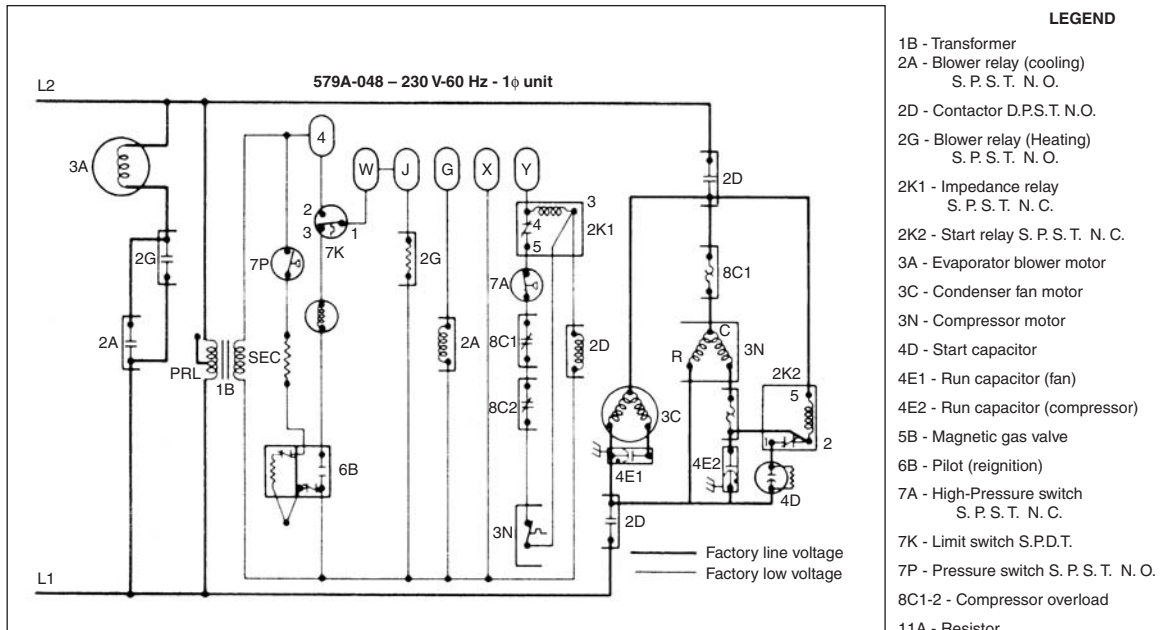 579A-048 – 230 V-60 Hz - 1ϕ unit
L2
3A
2G
2A
PRL
SEC
1B
4
W
J
G
X
Y
2
3
1
7K
7P
2G
2A
6B
3
4
5
2K1
7A
8C1
8C2
2D
3N
2D
8C1
C
R
3N
2K2
5
1
2
3C
4E1
4E2
4D
2D
L1
Factory line voltage
Factory low voltage
LEGEND
1B - Transformer
2A - Blower relay (cooling)
S. P. S. T. N. O.
2D - Contactor D.P.S.T. N.O.
2G - Blower relay (Heating)
S. P. S. T. N. O.
2K1 - Impedance relay
S. P. S. T. N. C.
2K2 - Start relay S. P. S. T. N. C.
3A - Evaporator blower motor
3C - Condenser fan motor
3N - Compressor motor
4D - Start capacitor
4E1 - Run capacitor (fan)
4E2 - Run capacitor (compressor)
5B - Magnetic gas valve
6B - Pilot (reignition)
7A - High-Pressure switch
S. P. S. T. N. C.
7K - Limit switch S.P.D.T.
7P - Pressure switch S. P. S. T. N. O.
8C1-2 - Compressor overload
11A - Resistor